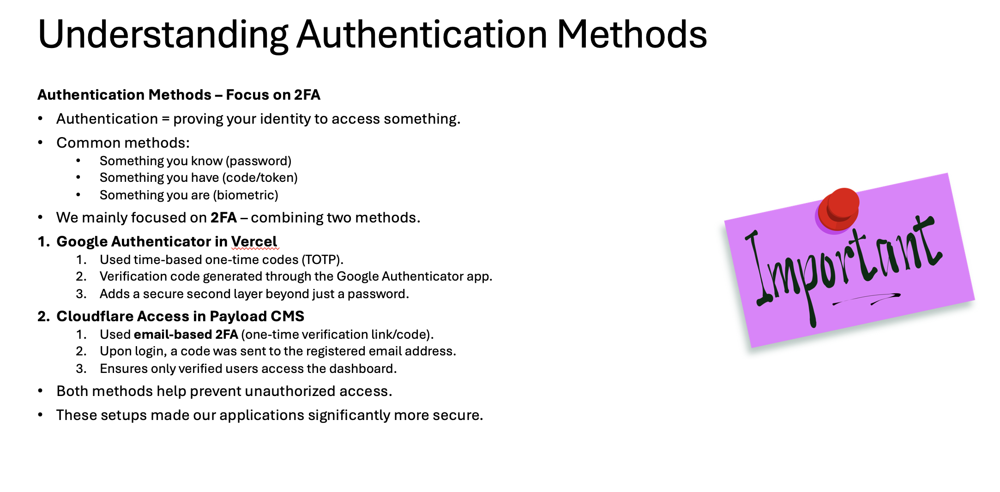 Understanding Authentication Methods
Authentication Methods – Focus on 2FA
• Authentication = proving your identity to access something.
• Common methods:
• Something you know (password)
• Something you have (code/token)
• Something you are (biometric)
• We mainly focused on 2FA – combining two methods.
1. Google Authenticator in Vercel
1. Used time-based one-time codes (TOTP).
2. Verification code generated through the Google Authenticator app.
3. Adds a secure second layer beyond just a password.
2. Cloudflare Access in Payload CMS
1. Used email-based 2FA (one-time verification link/code).
2. Upon login, a code was sent to the registered email address.
3. Ensures only verified users access the dashboard.
• Both methods help prevent unauthorized access.
• These setups made our applications significantly more secure.
Important